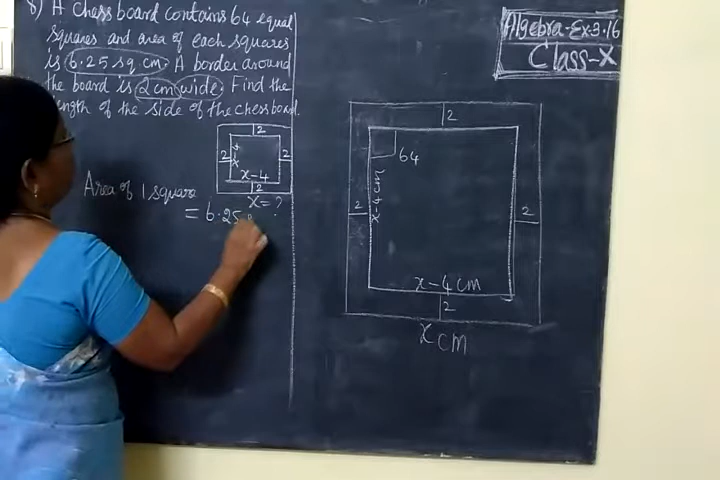 8) A Chess board contains 64 equal
squares and area of each squares
is 6.25 sq cm. A border around
the board is 2 cm wide. Find the
length of the side of the chess board.
Algebra-Ex-3.16
Class-X
2
2
2
x-4
2
x = ?
Area of 1 square
= 6.25
2
64
2
x-4 cm
2
x-4 cm
2
x cm